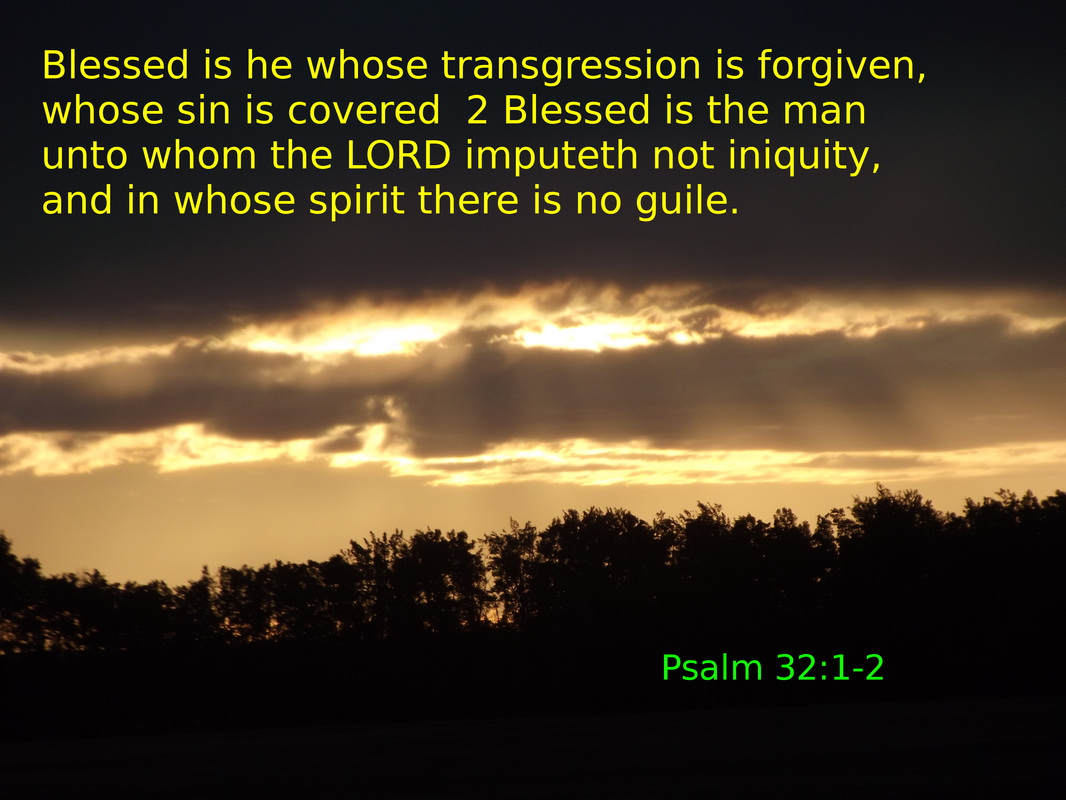 Blessed is he whose transgression is forgiven,
whose sin is covered  2 Blessed is the man
unto whom the LORD imputeth not iniquity,
and in whose spirit there is no guile.
Psalm 32:1-2